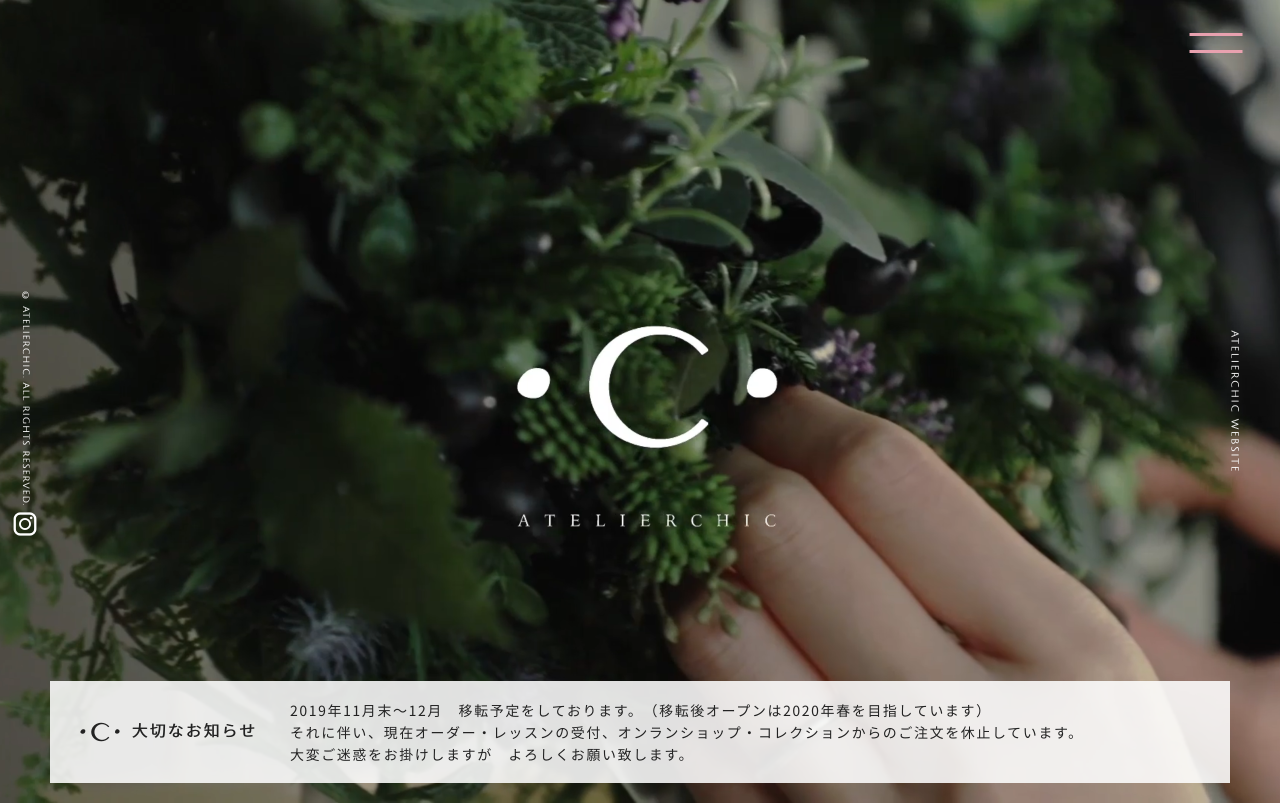 © ATELIERCHIC ALL RIGHTS RESERVED.
C
ATELIERCHIC
ATELIERCHIC WEBSITE
C 大切なお知らせ
2019年11月末〜12月　移転予定をしております。（移転後オープンは2020年春を目指しています）
それに伴い、現在オーダー・レッスンの受付、オンランショップ・コレクションからのご注文を休止しています。
大変ご迷惑をお掛けしますが　よろしくお願い致します。